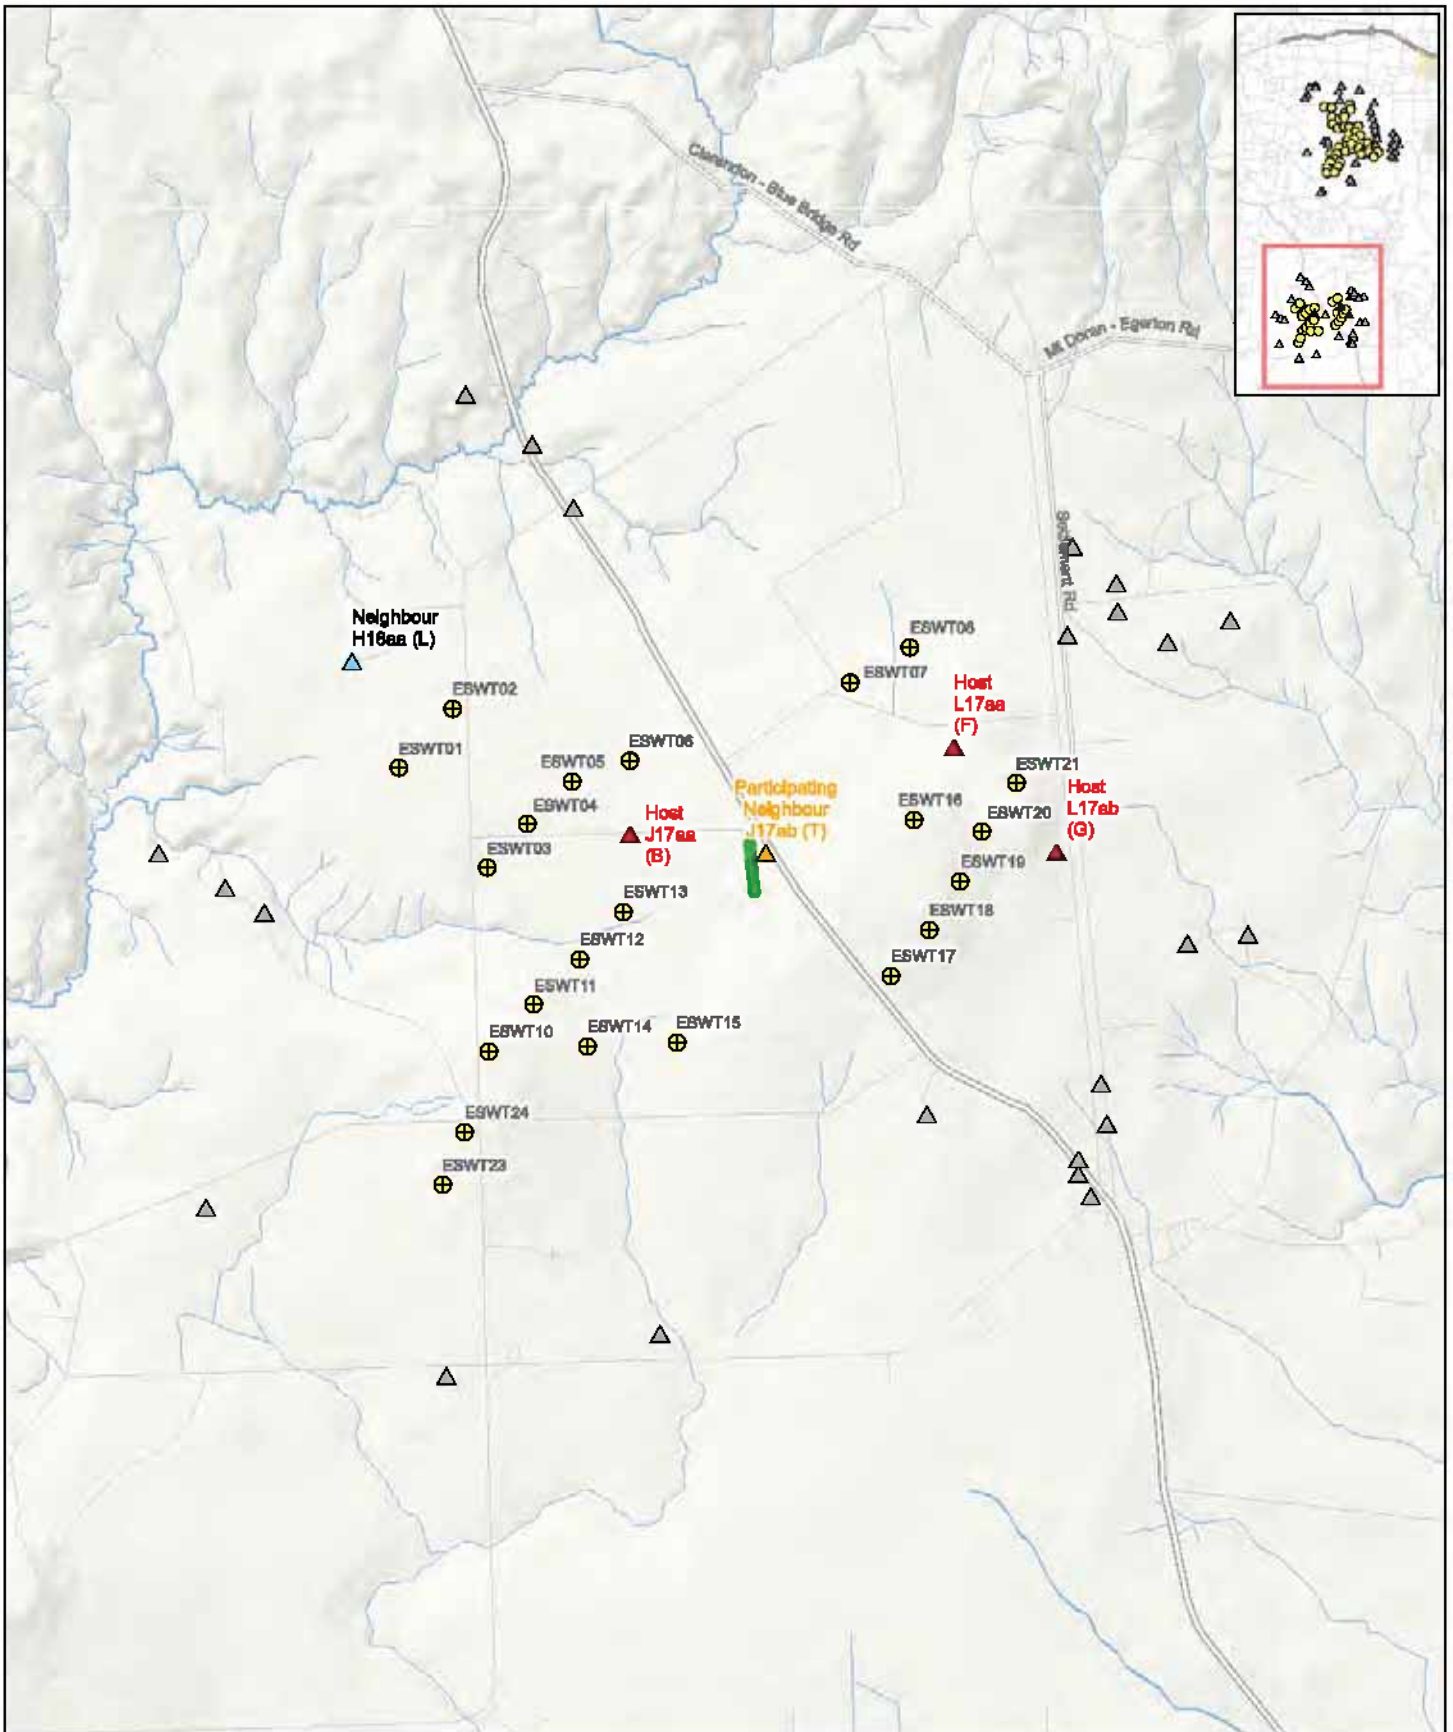 Clarendon - Blue Bridge Rd
Mt Doran - Egerton Rd
Neighbour
H16aa (L)
ESWT08
ESWT07
Host
L17aa
(F)
ESWT02
ESWT01
ESWT06
ESWT05
ESWT04
ESWT03
Host
J17aa
(B)
Participating
Neighbour
J17ab (T)
ESWT21
Host
L17ab
(G)
ESWT16
ESWT20
ESWT19
ESWT18
ESWT17
ESWT13
ESWT12
ESWT11
ESWT10
ESWT14
ESWT15
ESWT24
ESWT23